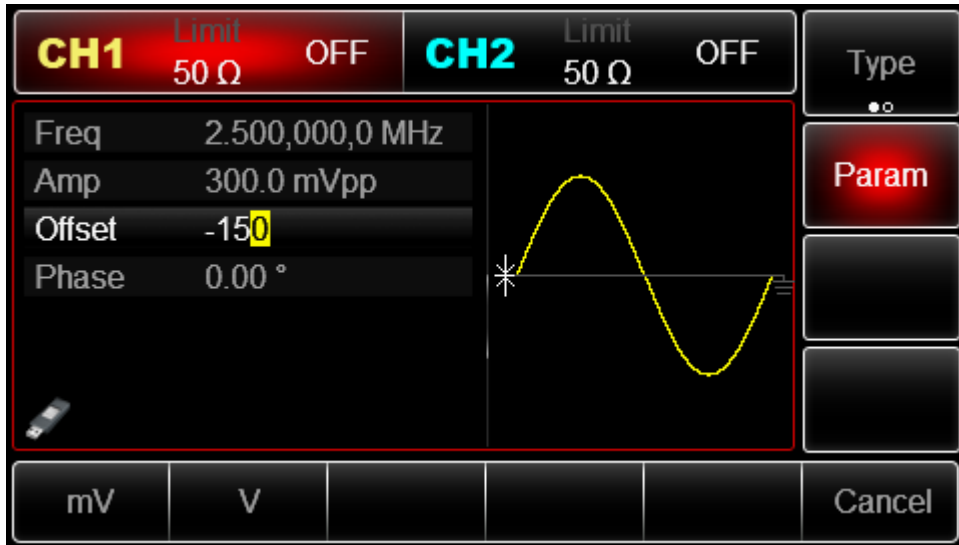 CH1 Limit 50 Ω OFF
CH2 Limit 50 Ω OFF
Type
Freq 2.500,000,0 MHz
Amp 300.0 mVpp
Offset -150
Phase 0.00 °
Param
mV V Cancel